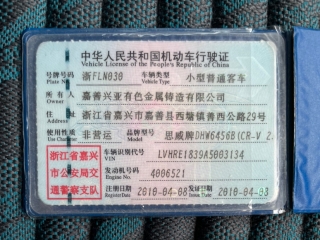 中华人民共和国机动车行驶证
Vehicle License of the People's Republic of China
号牌号码 浙FLN030 车辆类型 小型普通客车
Plate No. Vehicle Type
所有人 嘉善兴亚有色金属铸造有限公司
Owner
住址 浙江省嘉兴市嘉善县西塘镇善西公路29号
Address
使用性质 非营运 品牌型号 思威牌DHW6456B(CR-V 2.
Use Character Model
浙江省嘉兴市公安局交通警察支队
车辆识别代号 LVHRE1839A5003134
VIN
发动机号码 4006521
Engine No.
注册日期 2010-04-08 发证日期 2010-04-08
Register Date Issue Date